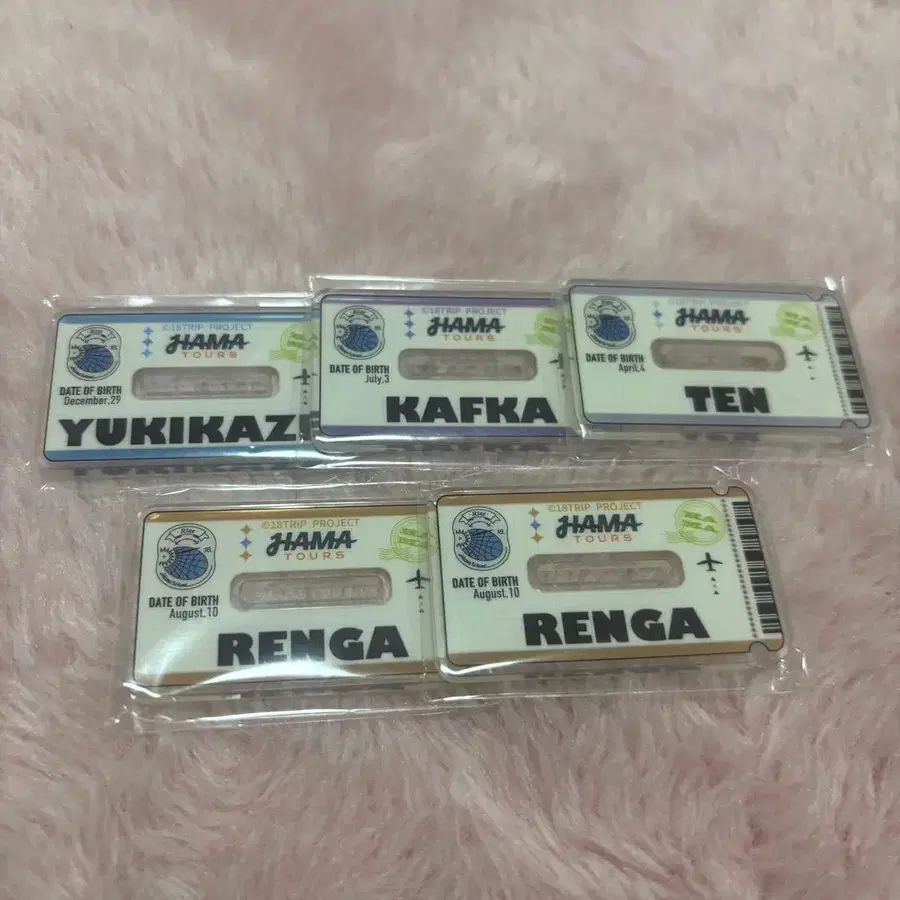 ©18TRIP PROJECT
HAMA
TOURS
DATE OF BIRTH
December.29
YUKIKAZ
©18TRIP PROJECT
HAMA
TOURS
DATE OF BIRTH
July.3
KAFKA
©18TRIP PROJECT
HAMA
TOURS
DATE OF BIRTH
April.4
TEN
©18TRIP PROJECT
HAMA
TOURS
DATE OF BIRTH
August.10
RENGA
©18TRIP PROJECT
HAMA
TOURS
DATE OF BIRTH
August.10
RENGA